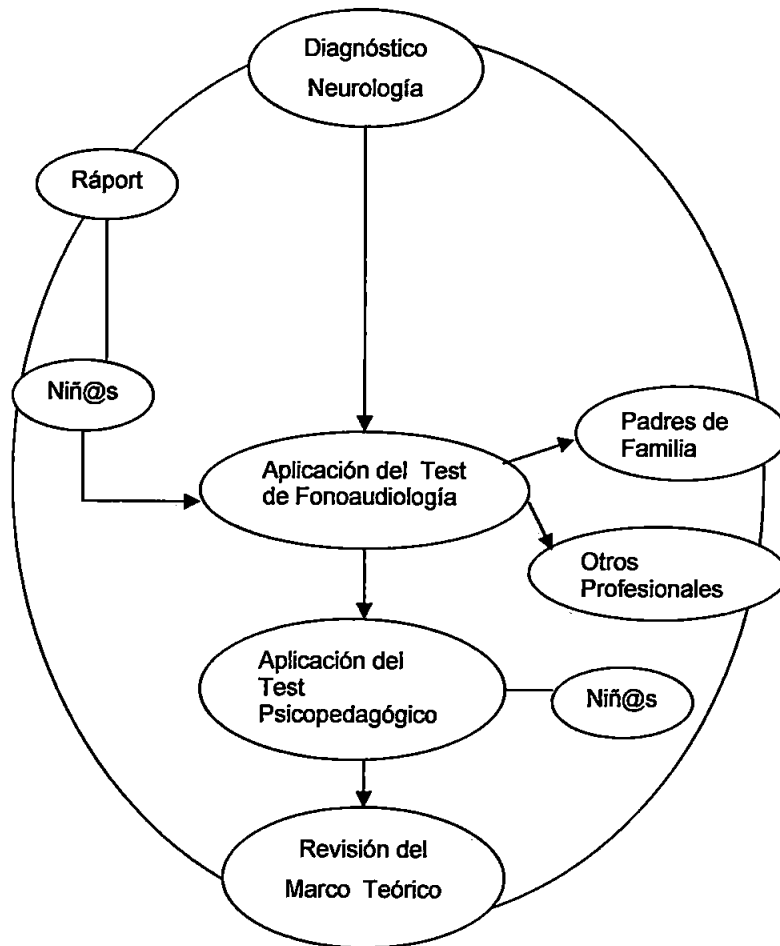 Diagnóstico
Neurología
Ráport
Niñ@s
Padres de
Familia
Aplicación del Test
de Fonoaudiología
Otros
Profesionales
Aplicación del
Test
Psicopedagógico
Niñ@s
Revisión del
Marco Teórico